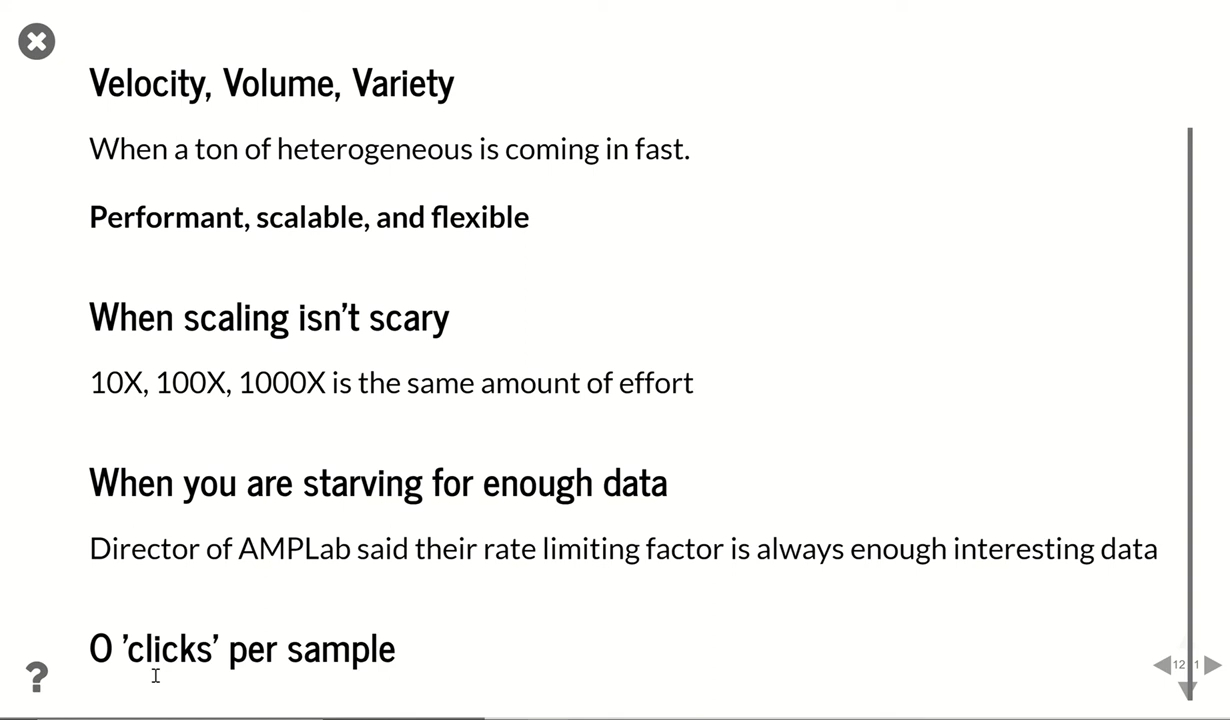 Velocity, Volume, Variety
When a ton of heterogeneous is coming in fast.
Performant, scalable, and flexible
When scaling isn't scary
10X, 100X, 1000X is the same amount of effort
When you are starving for enough data
Director of AMPLab said their rate limiting factor is always enough interesting data
0 'clicks' per sample
?
12 1